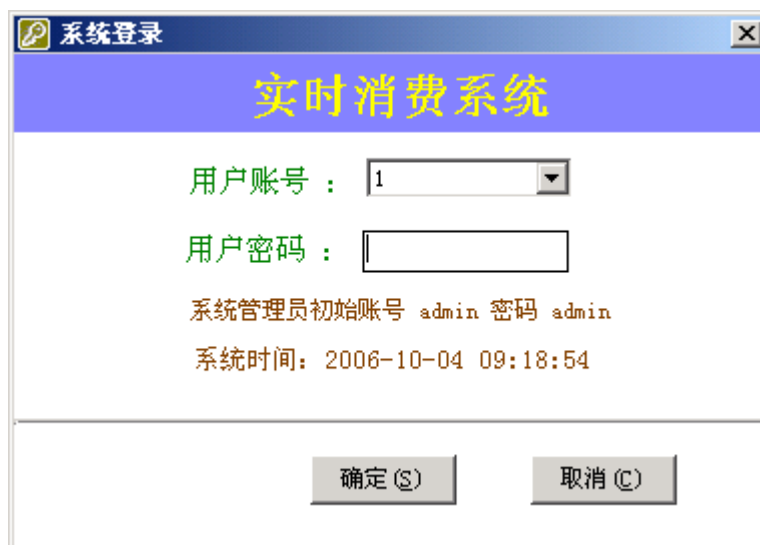 系统登录
实时消费系统
用户账号 : 1
用户密码 :
系统管理员初始账号 admin 密码 admin
系统时间: 2006-10-04 09:18:54
确定(S) 取消(C)